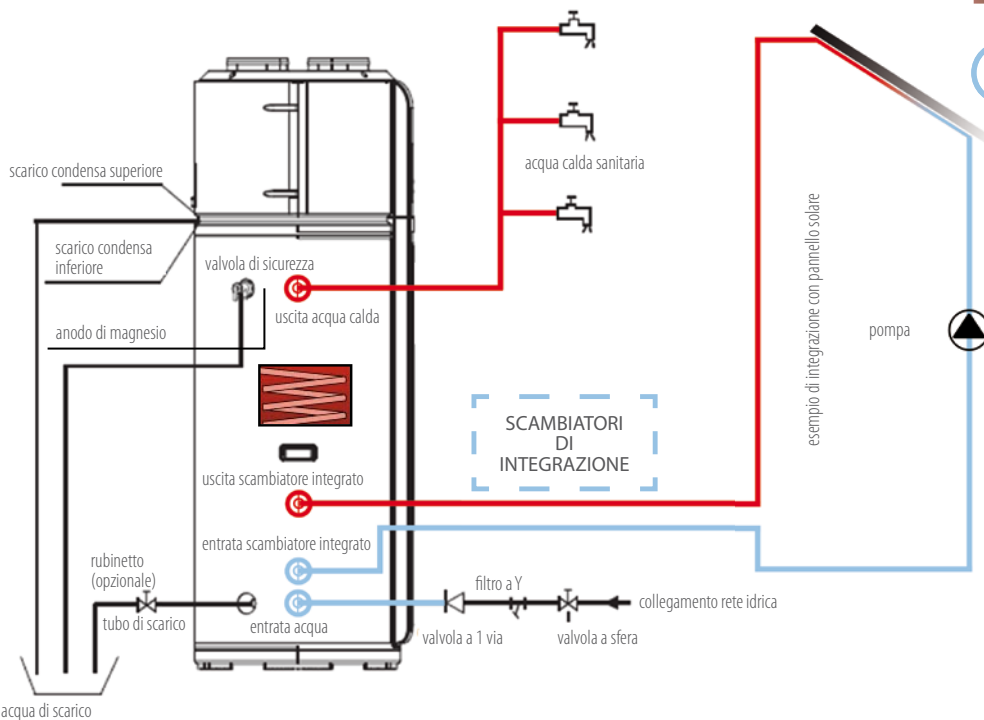 scarico condensa superiore
acqua calda sanitaria
scarico condensa
inferiore
valvola di sicurezza
uscita acqua calda
anodo di magnesio
esempio di integrazione con pannello solare
pompa
SCAMBIATORI
DI
INTEGRAZIONE
uscita scambiatore integrato
entrata scambiatore integrato
rubinetto
(opzionale)
tubo di scarico
entrata acqua
filtro a Y
collegamento rete idrica
valvola a 1 via
valvola a sfera
acqua di scarico